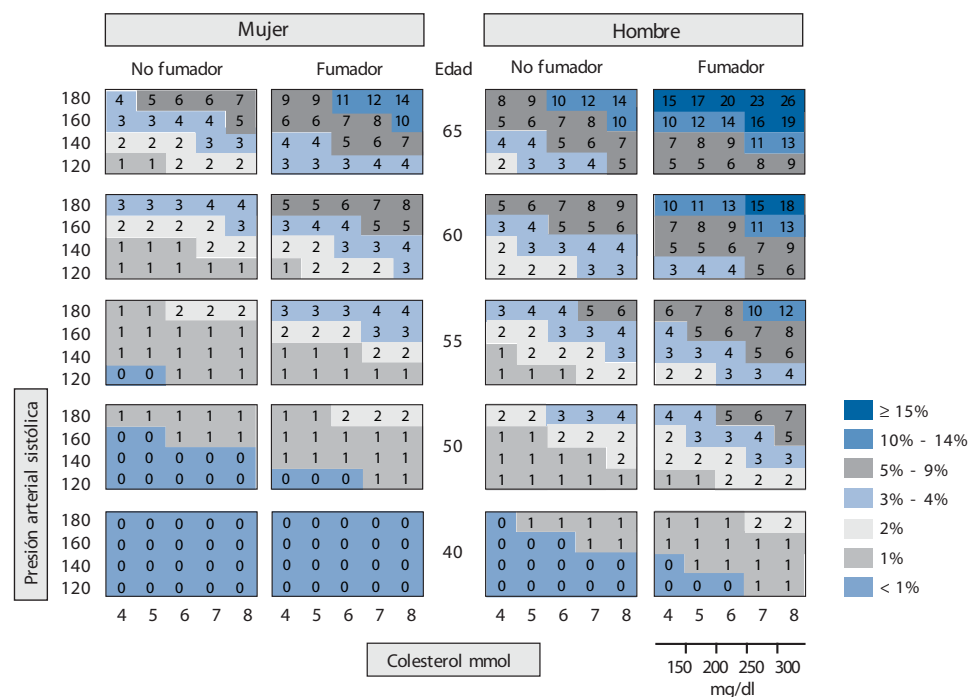 Mujer Hombre
No fumador Fumador Edad No fumador Fumador
180 4 5 6 6 7 9 9 11 12 14 8 9 10 12 14 15 17 20 23 26
160 3 3 4 4 5 6 6 7 8 10 5 6 7 8 10 10 12 14 16 19
65
140 2 2 2 3 3 4 4 5 6 7 4 4 5 6 7 7 8 9 11 13
120 1 1 2 2 2 3 3 3 4 4 2 3 3 4 5 5 5 6 8 9
180 3 3 3 4 4 5 5 6 7 8 5 6 7 8 9 10 11 13 15 18
160 2 2 2 2 3 3 4 4 5 5 3 4 5 5 6 7 8 9 11 13
60
140 1 1 1 2 2 2 2 3 3 4 2 3 3 4 4 5 5 6 7 9
120 1 1 1 1 1 1 2 2 2 3 2 2 2 3 3 3 4 4 5 6
180 1 1 2 2 2 3 3 3 4 4 3 4 4 5 6 6 7 8 10 12
160 1 1 1 1 1 2 2 2 3 3 2 2 3 3 4 4 5 6 7 8
55
140 1 1 1 1 1 1 1 1 2 2 1 2 2 2 3 3 3 4 5 6
120 0 0 1 1 1 1 1 1 1 1 1 1 1 2 2 2 2 3 3 4
180 1 1 1 1 1 1 1 2 2 2 2 2 3 3 4 4 4 5 6 7
160 0 0 1 1 1 1 1 1 1 1 1 1 2 2 2 2 3 3 4 5
50
140 0 0 0 0 0 1 1 1 1 1 1 1 1 1 2 2 2 2 3 3
120 0 0 0 0 0 0 0 0 1 1 1 1 1 1 1 1 1 2 2 2
180 0 0 0 0 0 0 0 0 0 0 0 1 1 1 1 1 1 1 2 2
160 0 0 0 0 0 0 0 0 0 0 0 0 0 1 1 1 1 1 1 1
40
140 0 0 0 0 0 0 0 0 0 0 0 0 0 0 0 0 1 1 1 1
120 0 0 0 0 0 0 0 0 0 0 0 0 0 0 0 0 0 0 1 1
4 5 6 7 8 4 5 6 7 8 4 5 6 7 8 4 5 6 7 8
Presión arterial sistólica
Colesterol mmol
150 200 250 300
mg/dl
≥ 15%
10% - 14%
5% - 9%
3% - 4%
2%
1%
< 1%